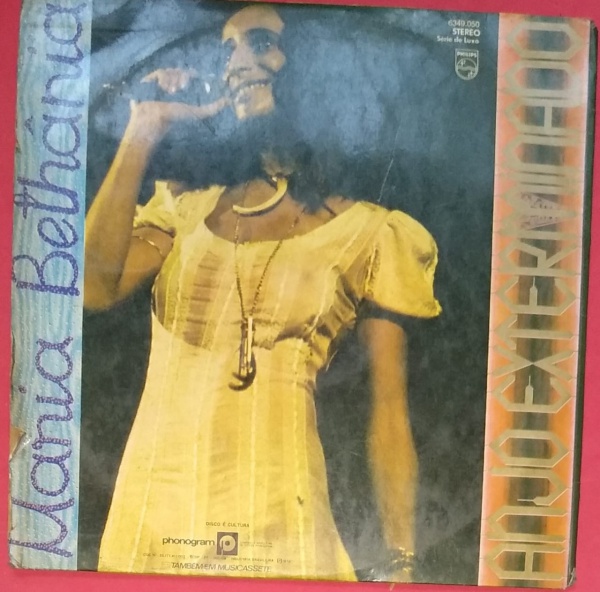 Maria Bethânia
6349.050
STEREO
Série de Luxo
PHILIPS
ANJO EXTERMINADO
DISCO É CULTURA
phonogram
TAMBÉM EM MUSICASSETE